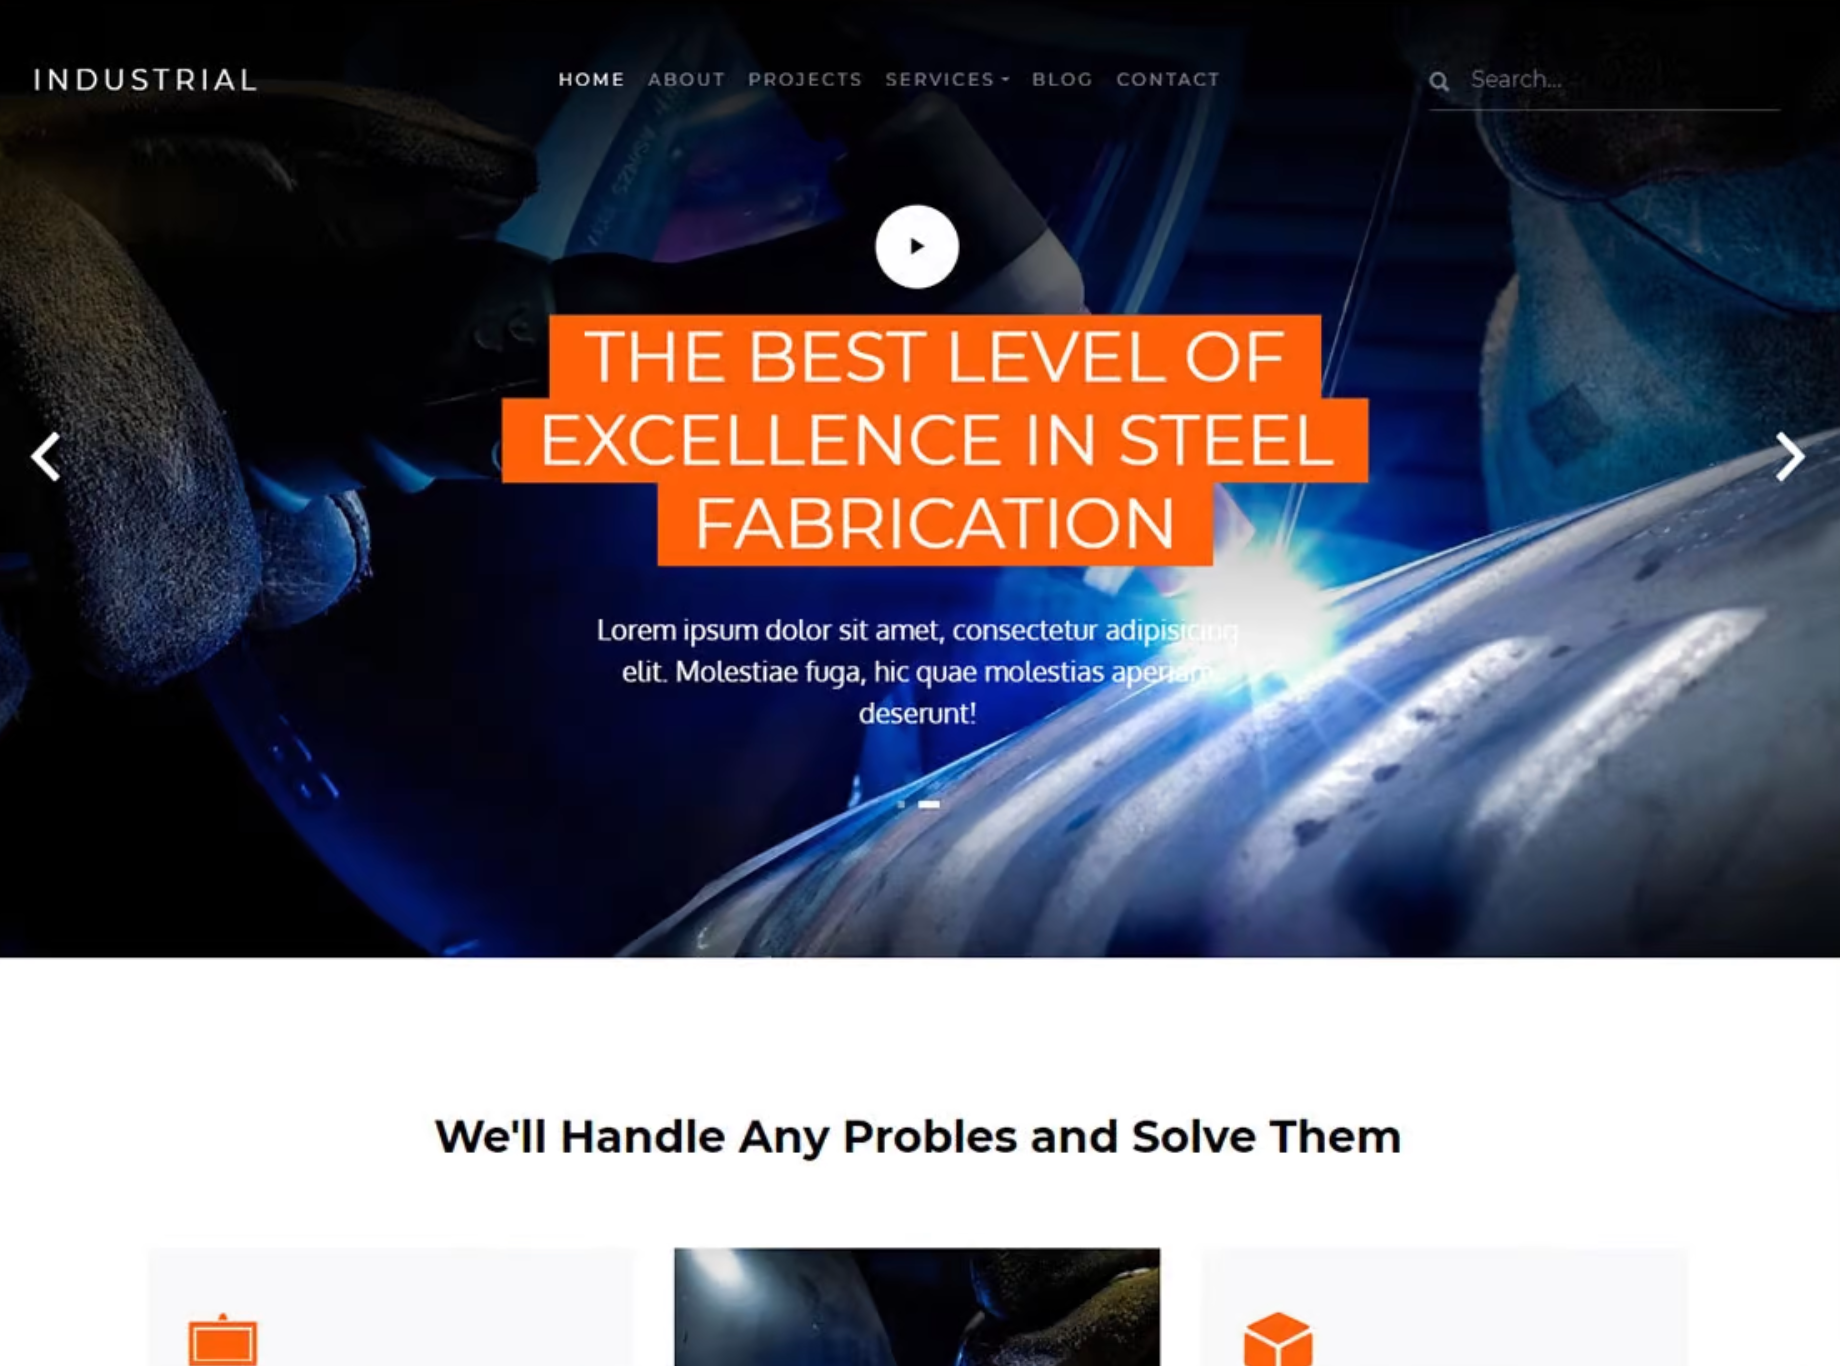 INDUSTRIAL
HOME ABOUT PROJECTS SERVICES BLOG CONTACT
Search...
THE BEST LEVEL OF
EXCELLENCE IN STEEL
FABRICATION
Lorem ipsum dolor sit amet, consectetur adipisicing
elit. Molestiae fuga, hic quae molestias aperiam
deserunt!
We'll Handle Any Probles and Solve Them